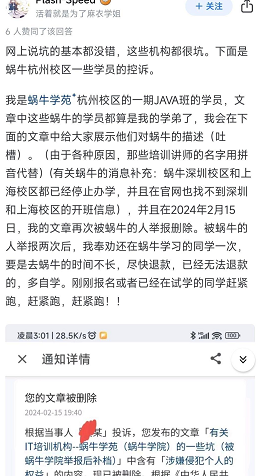 Flash Speed
活着就是为了麻衣学姐
+ 关注
6 人赞同了该回答
网上说坑的基本都没错，这些机构都很坑。下面是
蜗牛杭州校区一些学员的控诉。
我是蜗牛学苑杭州校区的一期JAVA班的学员，文
章中这些蜗牛的学员都算是我的学弟了，我会在下
面的文章中给大家展示他们对蜗牛的描述（吐
槽）。（由于各种原因，那些培训讲师的名字用拼
音代替）(有关蜗牛的消息补充：蜗牛深圳校区和上
海校区都已经停止办学，并且在官网也找不到深圳
和上海校区的开班信息），并且在2024年2月15
日，我的文章再次被蜗牛的人举报删除。被蜗牛的
人举报两次后，我奉劝还在蜗牛学习的同学一次，
要是去蜗牛的时间不长，尽快退款，已经无法退款
的，多自学。刚刚报名或者已经在试学的同学赶紧
跑，赶紧跑，赶紧跑！！
凌晨3:01 | 28.5K/s
100
通知详情
您的文章被删除
2024-02-15 19:40
根据当事人「某」投诉，您发布的文章「有关
IT培训机构--蜗牛学苑（蜗牛学院）的一些坑（被
蜗牛学院举报后补档）」中含有「涉嫌侵犯个人的
权益」的内容，现已被删除。根据《中华人民共